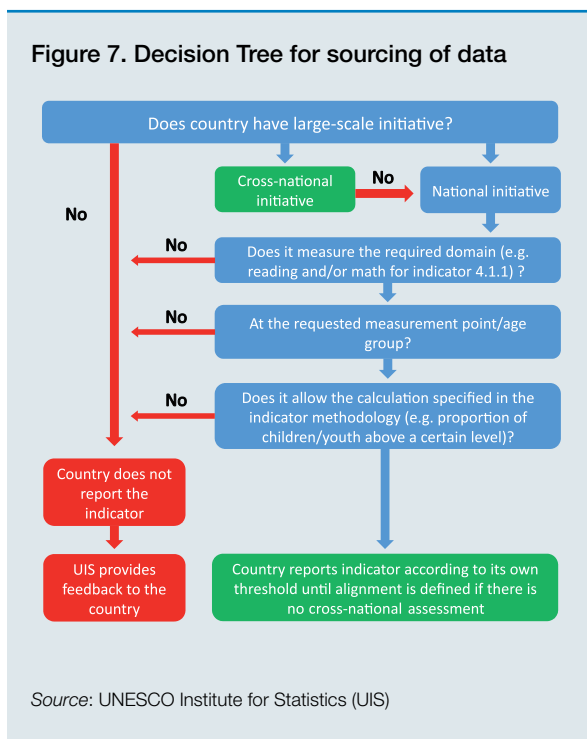 Figure 7. Decision Tree for sourcing of data
Does country have large-scale initiative?
No
Cross-national
initiative
No
National initiative
No
Does it measure the required domain (e.g.
reading and/or math for indicator 4.1.1) ?
No
At the requested measurement point/age
group?
No
Does it allow the calculation specified in the
indicator methodology (e.g. proportion of
children/youth above a certain level)?
Country does not
report the
indicator
UIS provides
feedback to the
country
Country reports indicator according to its own
threshold until alignment is defined if there is
no cross-national assessment
Source: UNESCO Institute for Statistics (UIS)